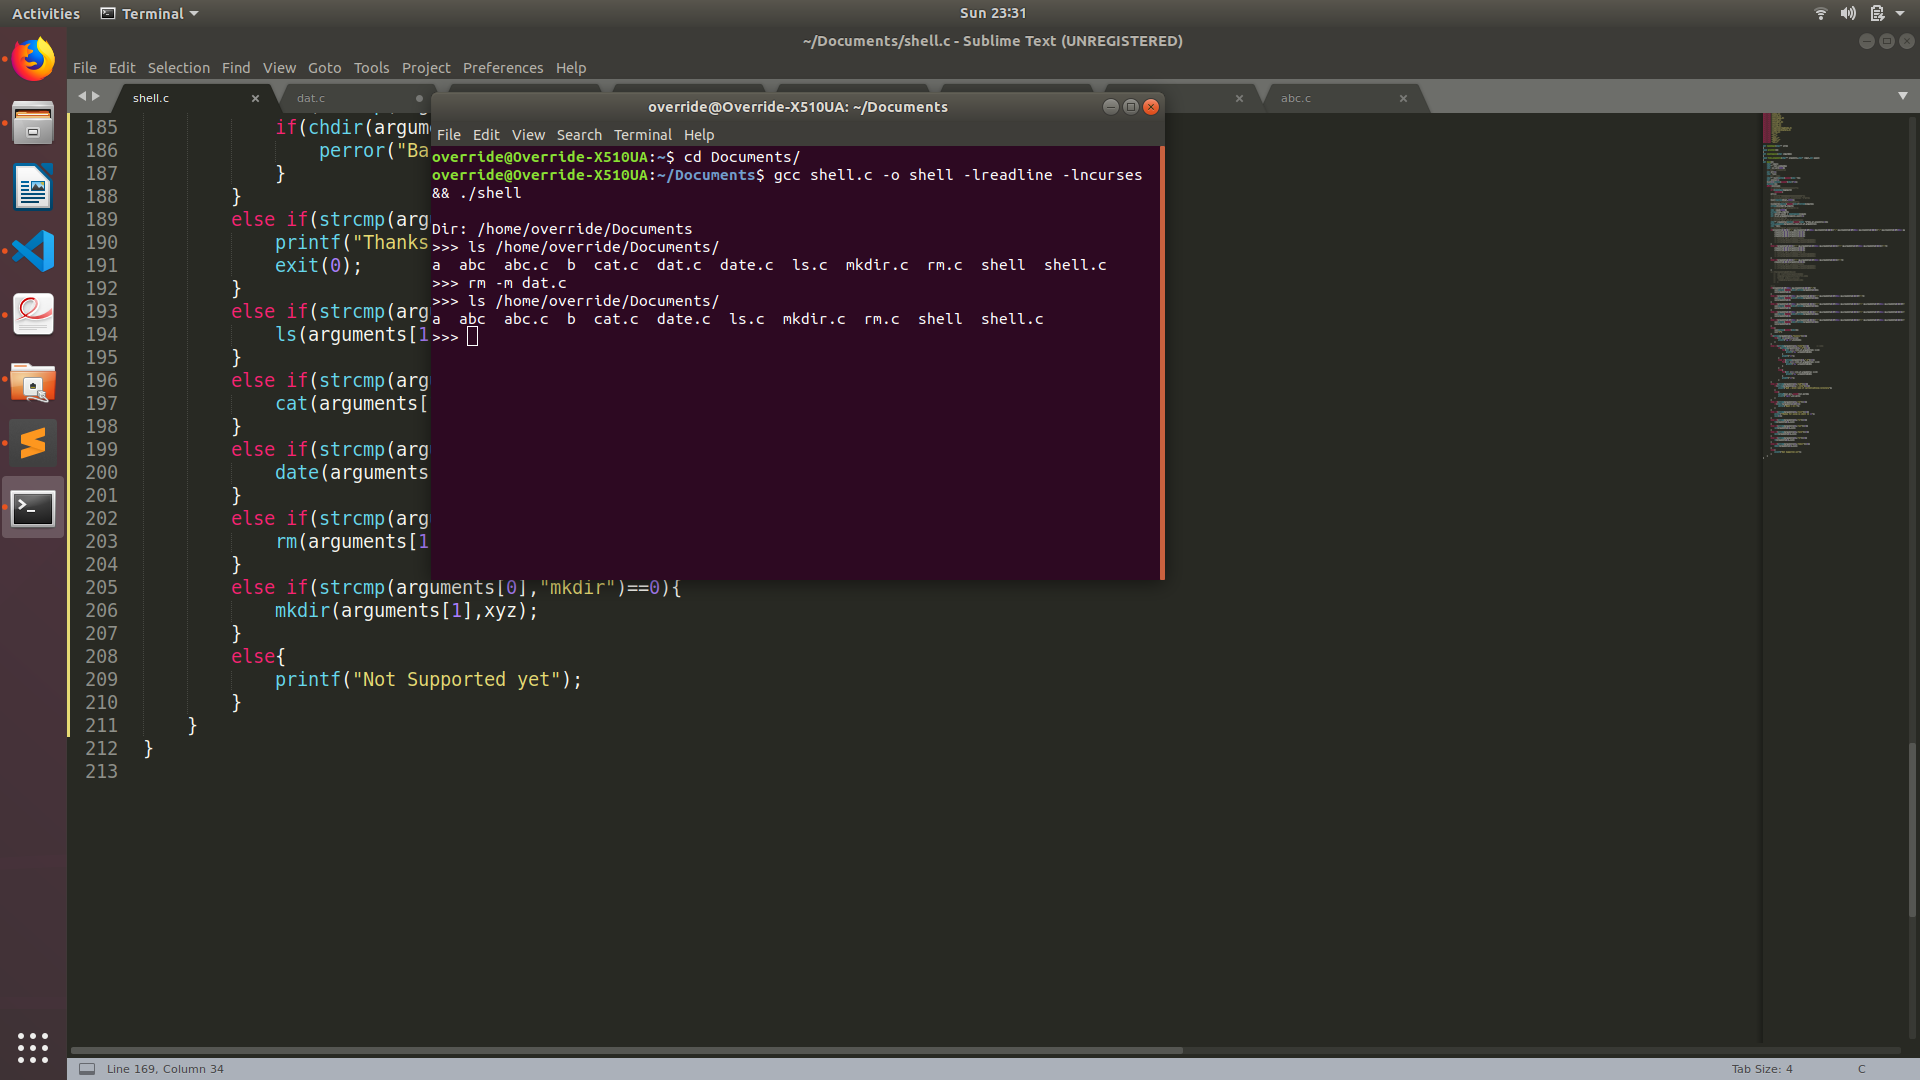 Activities
Terminal
Sun 23:31
~/Documents/shell.c - Sublime Text (UNREGISTERED)
File Edit Selection Find View Goto Tools Project Preferences Help
shell.c
dat.c
abc.c
override@Override-X510UA: ~/Documents
File Edit View Search Terminal Help
override@Override-X510UA:~$ cd Documents/
override@Override-X510UA:~/Documents$ gcc shell.c -o shell -lreadline -lncurses
&& ./shell
Dir: /home/override/Documents
>>> ls /home/override/Documents/
a abc abc.c b cat.c dat.c date.c ls.c mkdir.c rm.c shell shell.c
>>> rm -m dat.c
>>> ls /home/override/Documents/
a abc abc.c b cat.c date.c ls.c mkdir.c rm.c shell shell.c
>>>
185 if(chdir(argum
186 perror("Ba
187 }
188 }
189 else if(strcmp(arg
190 printf("Thanks
191 exit(0);
192 }
193 else if(strcmp(arg
194 ls(arguments[1
195 }
196 else if(strcmp(arg
197 cat(arguments[
198 }
199 else if(strcmp(arg
200 date(arguments
201 }
202 else if(strcmp(arg
203 rm(arguments[1
204 }
205 else if(strcmp(arguments[0],"mkdir")==0){
206 mkdir(arguments[1],xyz);
207 }
208 else{
209 printf("Not Supported yet");
210 }
211 }
212 }
213
Line 169, Column 34
Tab Size: 4
C